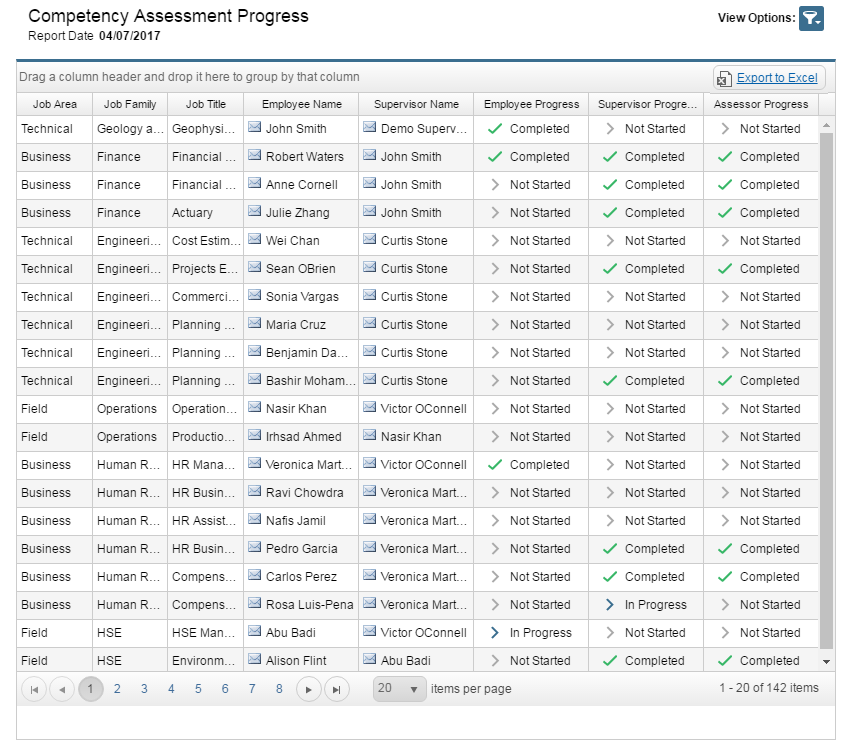 Competency Assessment Progress
View Options:
Report Date 04/07/2017
Drag a column header and drop it here to group by that column
Export to Excel
Job Area Job Family Job Title Employee Name Supervisor Name Employee Progress Supervisor Progre... Assessor Progress
Technical Geology a... Geophysi... John Smith Demo Superv... Completed Not Started Not Started
Business Finance Financial ... Robert Waters John Smith Completed Completed Completed
Business Finance Financial ... Anne Cornell John Smith Not Started Completed Completed
Business Finance Actuary Julie Zhang John Smith Not Started Completed Completed
Technical Engineeri... Cost Estim... Wei Chan Curtis Stone Not Started Not Started Not Started
Technical Engineeri... Projects E... Sean OBrien Curtis Stone Not Started Completed Completed
Technical Engineeri... Commerci... Sonia Vargas Curtis Stone Not Started Not Started Not Started
Technical Engineeri... Planning ... Maria Cruz Curtis Stone Not Started Not Started Not Started
Technical Engineeri... Planning ... Benjamin Da... Curtis Stone Not Started Not Started Not Started
Technical Engineeri... Planning ... Bashir Moham... Curtis Stone Not Started Completed Completed
Field Operations Operation... Nasir Khan Victor OConnell Not Started Not Started Not Started
Field Operations Productio... Irhsad Ahmed Nasir Khan Not Started Not Started Not Started
Business Human R... HR Mana... Veronica Mart... Victor OConnell Completed Not Started Not Started
Business Human R... HR Busin... Ravi Chowdra Veronica Mart... Not Started Not Started Not Started
Business Human R... HR Assist... Nafis Jamil Veronica Mart... Not Started Not Started Not Started
Business Human R... HR Busin... Pedro Garcia Veronica Mart... Not Started Completed Completed
Business Human R... Compens... Carlos Perez Veronica Mart... Not Started Completed Completed
Business Human R... Compens... Rosa Luis-Pena Veronica Mart... Not Started In Progress Not Started
Field HSE HSE Man... Abu Badi Victor OConnell In Progress Not Started Not Started
Field HSE Environm... Alison Flint Abu Badi Not Started Completed Completed
1 2 3 4 5 6 7 8 20 items per page 1 - 20 of 142 items